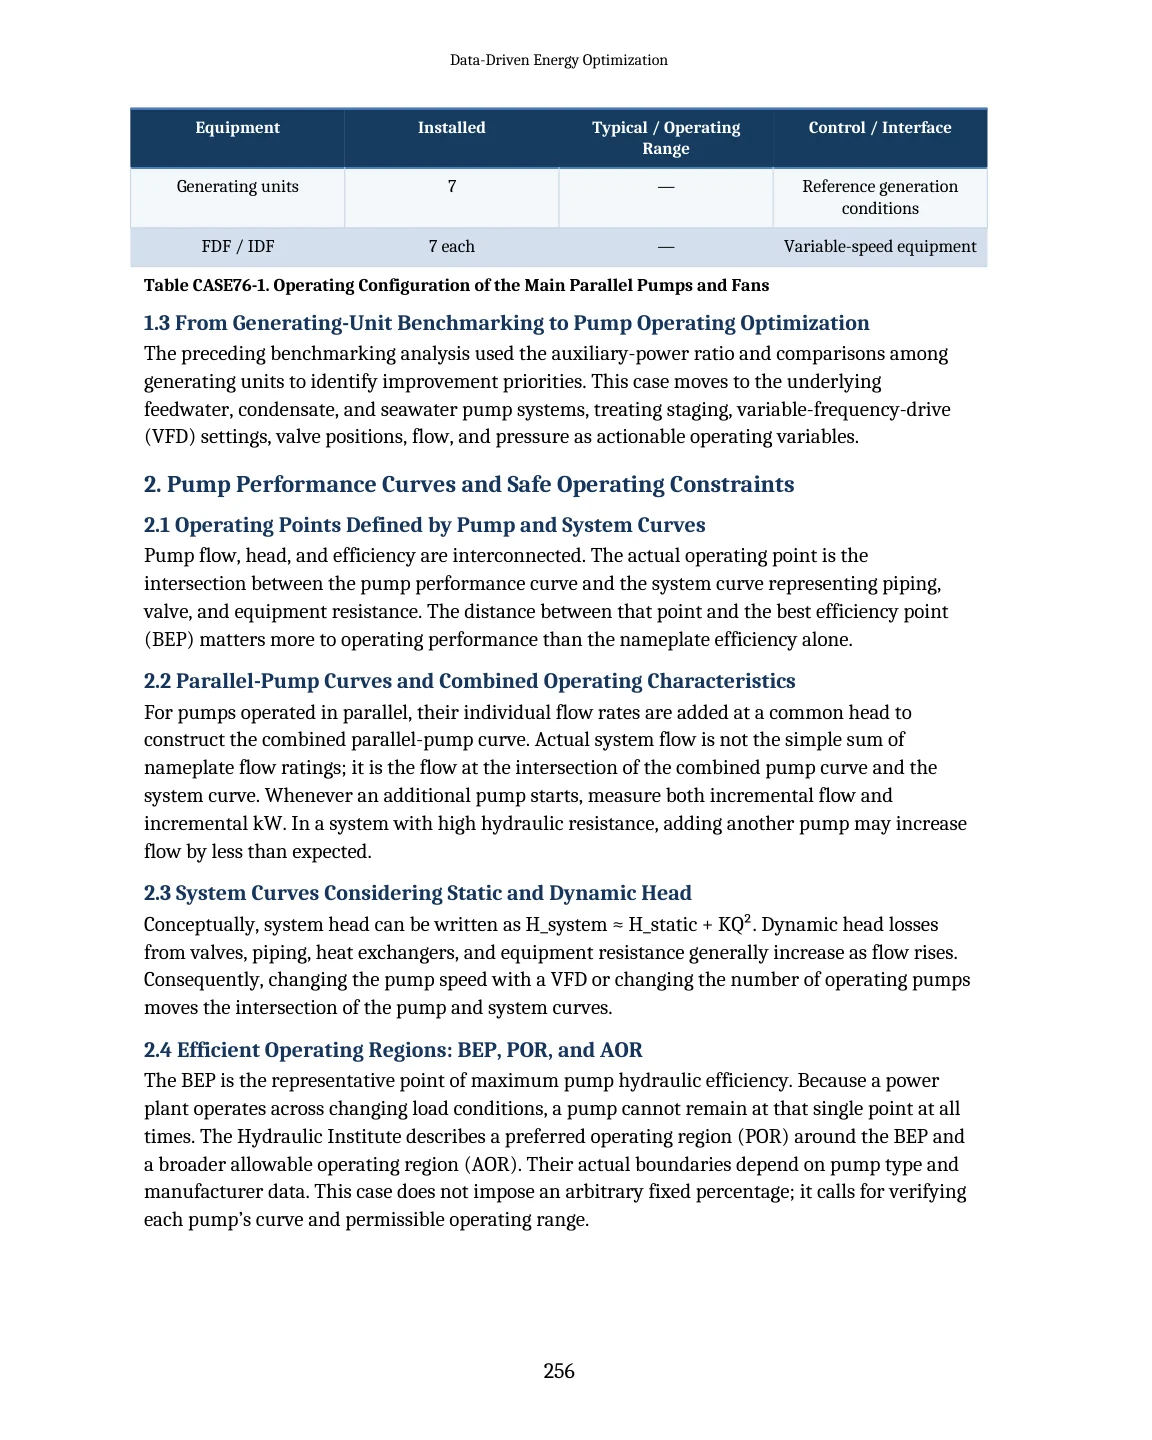 Data-Driven Energy Optimization
Equipment Installed Typical / Operating Range Control / Interface
Generating units 7 — Reference generation conditions
FDF / IDF 7 each — Variable-speed equipment
Table CASE76-1. Operating Configuration of the Main Parallel Pumps and Fans
1.3 From Generating-Unit Benchmarking to Pump Operating Optimization
The preceding benchmarking analysis used the auxiliary-power ratio and comparisons among
generating units to identify improvement priorities. This case moves to the underlying
feedwater, condensate, and seawater pump systems, treating staging, variable-frequency-drive
(VFD) settings, valve positions, flow, and pressure as actionable operating variables.
2. Pump Performance Curves and Safe Operating Constraints
2.1 Operating Points Defined by Pump and System Curves
Pump flow, head, and efficiency are interconnected. The actual operating point is the
intersection between the pump performance curve and the system curve representing piping,
valve, and equipment resistance. The distance between that point and the best efficiency point
(BEP) matters more to operating performance than the nameplate efficiency alone.
2.2 Parallel-Pump Curves and Combined Operating Characteristics
For pumps operated in parallel, their individual flow rates are added at a common head to
construct the combined parallel-pump curve. Actual system flow is not the simple sum of
nameplate flow ratings; it is the flow at the intersection of the combined pump curve and the
system curve. Whenever an additional pump starts, measure both incremental flow and
incremental kW. In a system with high hydraulic resistance, adding another pump may increase
flow by less than expected.
2.3 System Curves Considering Static and Dynamic Head
Conceptually, system head can be written as H_system ≈ H_static + KQ². Dynamic head losses
from valves, piping, heat exchangers, and equipment resistance generally increase as flow rises.
Consequently, changing the pump speed with a VFD or changing the number of operating pumps
moves the intersection of the pump and system curves.
2.4 Efficient Operating Regions: BEP, POR, and AOR
The BEP is the representative point of maximum pump hydraulic efficiency. Because a power
plant operates across changing load conditions, a pump cannot remain at that single point at all
times. The Hydraulic Institute describes a preferred operating region (POR) around the BEP and
a broader allowable operating region (AOR). Their actual boundaries depend on pump type and
manufacturer data. This case does not impose an arbitrary fixed percentage; it calls for verifying
each pump’s curve and permissible operating range.
256